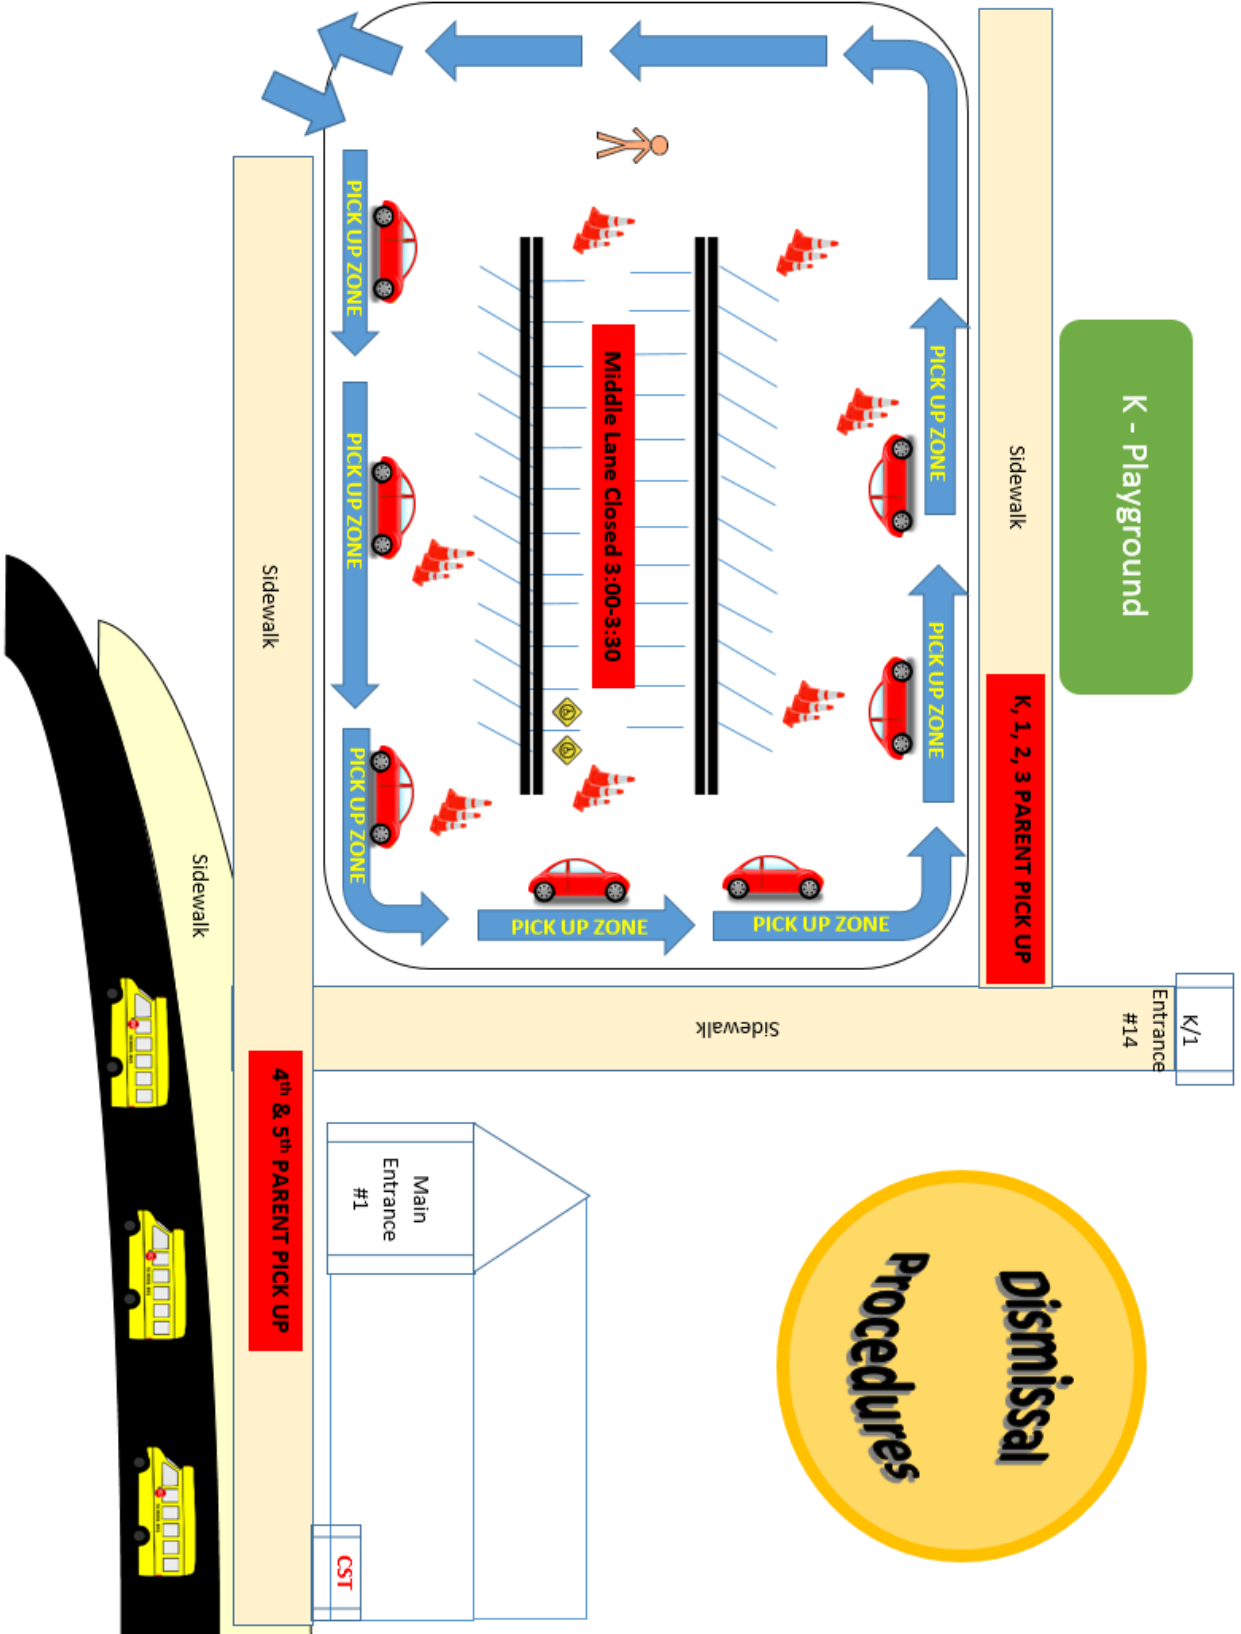 Dismissal
Procedures
K - Playground
Sidewalk
K, 1, 2, 3 PARENT PICK UP
K/1
Entrance
#14
PICK UP ZONE
PICK UP ZONE
Middle Lane Closed 3:00-3:30
PICK UP ZONE
PICK UP ZONE
Sidewalk
PICK UP ZONE
PICK UP ZONE
PICK UP ZONE
Main
Entrance
#1
CST
Sidewalk
4th & 5th PARENT PICK UP
Sidewalk